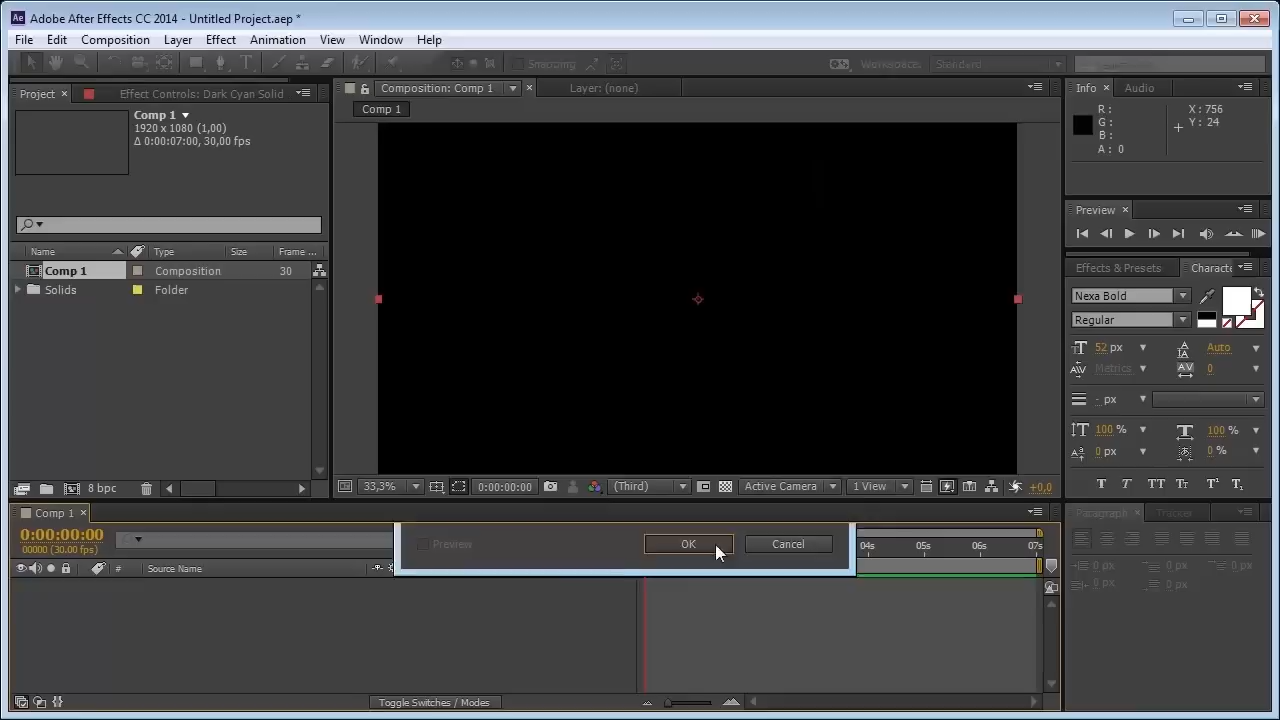 Adobe After Effects CC 2014 - Untitled Project.aep *
File Edit Composition Layer Effect Animation View Window Help
Snapping Workspace: Standard
Project Effect Controls: Dark Cyan Solid
Composition: Comp 1 Layer: (none)
Info Audio
Comp 1
1920 x 1080 (1,00)
Δ 0:00:07:00, 30,00 fps
Comp 1
R: X: 756
G: Y: 24
B:
A: 0
Preview
Name Type Size Frame ...
Comp 1 Composition 30
Solids Folder
Effects & Presets Characte
Nexa Bold
Regular
52 px Auto
Metrics 0
- px
100 % 100 %
0 px 0 %
T T TT Tt T¹ T₁
8 bpc
33,3% 0:00:00:00 (Third) Active Camera 1 View +0,0
Comp 1
Paragraph Tracker
0:00:00:00
00000 (30.00 fps)
# Source Name
Preview OK Cancel
04s 05s 06s 07s
0 px 0 px 0 px
0 px 0 px
Toggle Switches / Modes